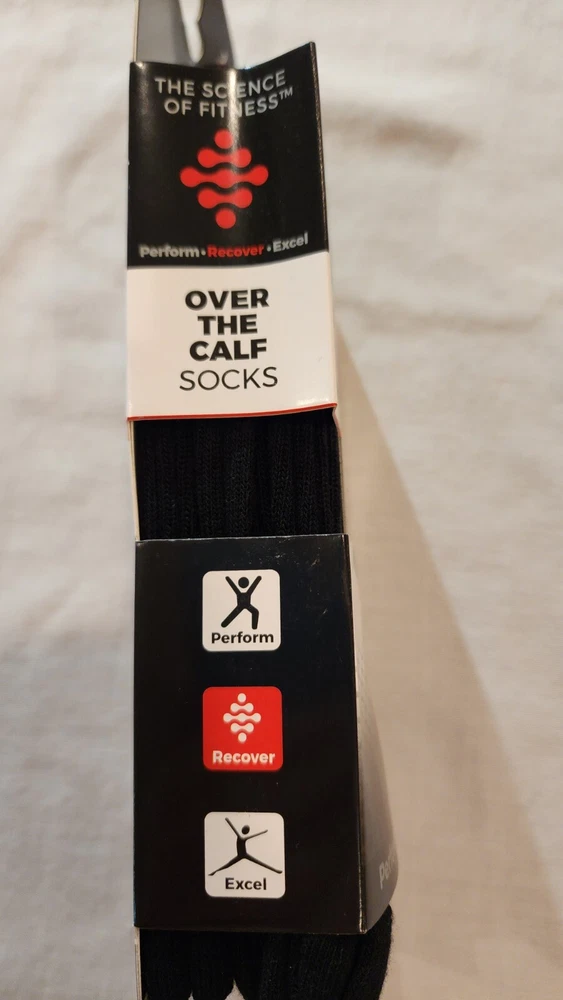 THE SCIENCE
OF FITNESS™
Perform•Recover•Excel
OVER
THE
CALF
SOCKS
Perform
Recover
Excel